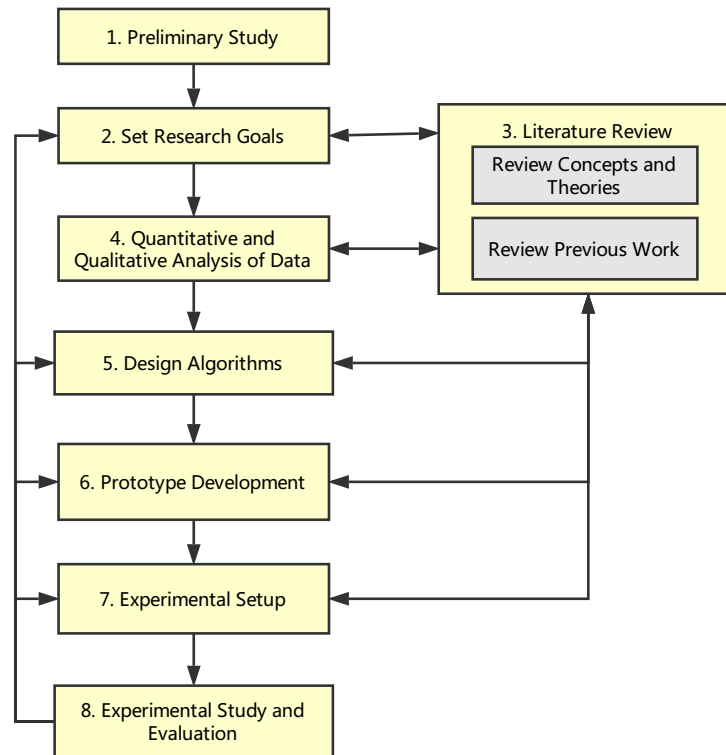 1. Preliminary Study
2. Set Research Goals
3. Literature Review
Review Concepts and
Theories
Review Previous Work
4. Quantitative and
Qualitative Analysis of Data
5. Design Algorithms
6. Prototype Development
7. Experimental Setup
8. Experimental Study and
Evaluation